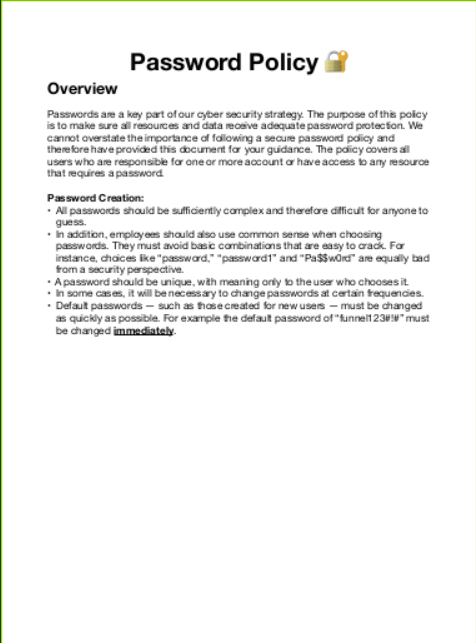 Password Policy 🔐
Overview
Passwords are a key part of our cyber security strategy. The purpose of this policy
is to make sure all resources and data receive adequate password protection. We
cannot overstate the importance of following a secure password policy and
therefore have provided this document for your guidance. The policy covers all
users who are responsible for one or more account or have access to any resource
that requires a password.
Password Creation:
• All passwords should be sufficiently complex and therefore difficult for anyone to
guess.
• In addition, employees should also use common sense when choosing
passwords. They must avoid basic combinations that are easy to crack. For
instance, choices like “password,” “password1” and “Pa$$w0rd” are equally bad
from a security perspective.
• A password should be unique, with meaning only to the user who chooses it.
• In some cases, it will be necessary to change passwords at certain frequencies.
• Default passwords — such as those created for new users — must be changed
as quickly as possible. For example the default password of “funnel123#!#” must
be changed immediately.